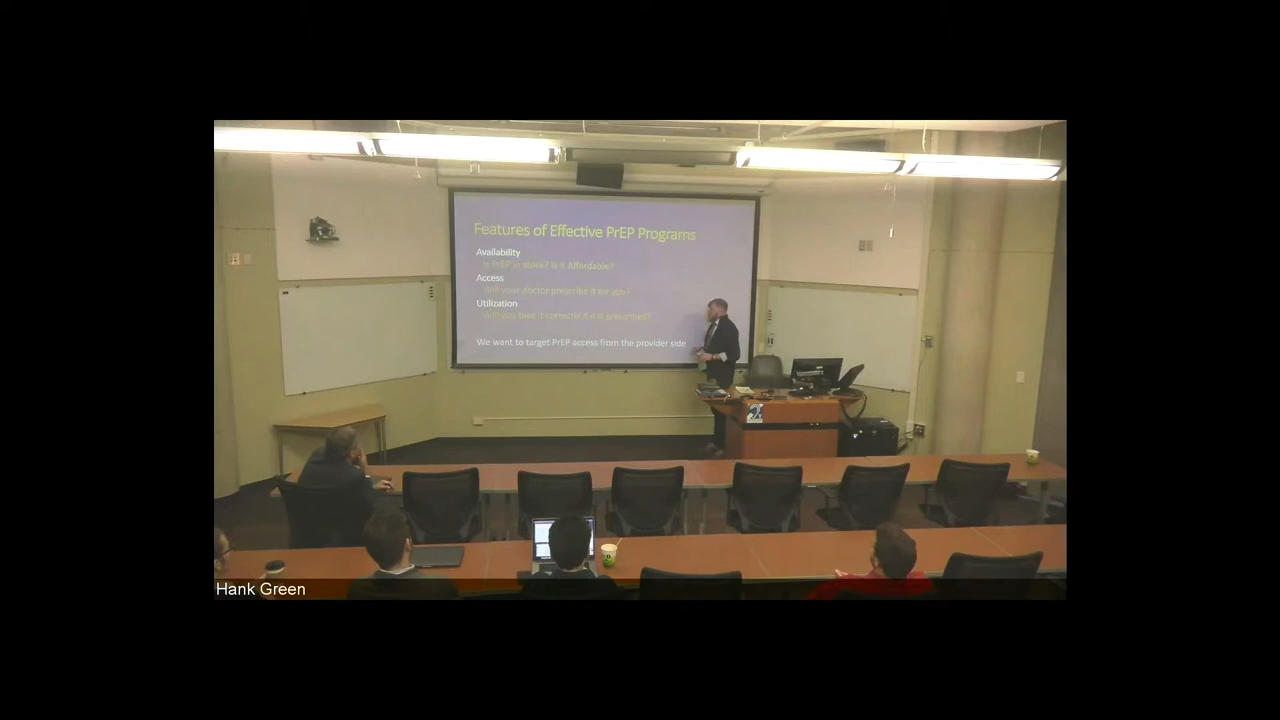 Features of Effective PrEP Programs
Availability
Is PrEP in store? Is it Affordable?
Access
Will your doctor prescribe it for you?
Utilization
Will you take it correctly if it is prescribed?
We want to target PrEP access from the provider side
Hank Green